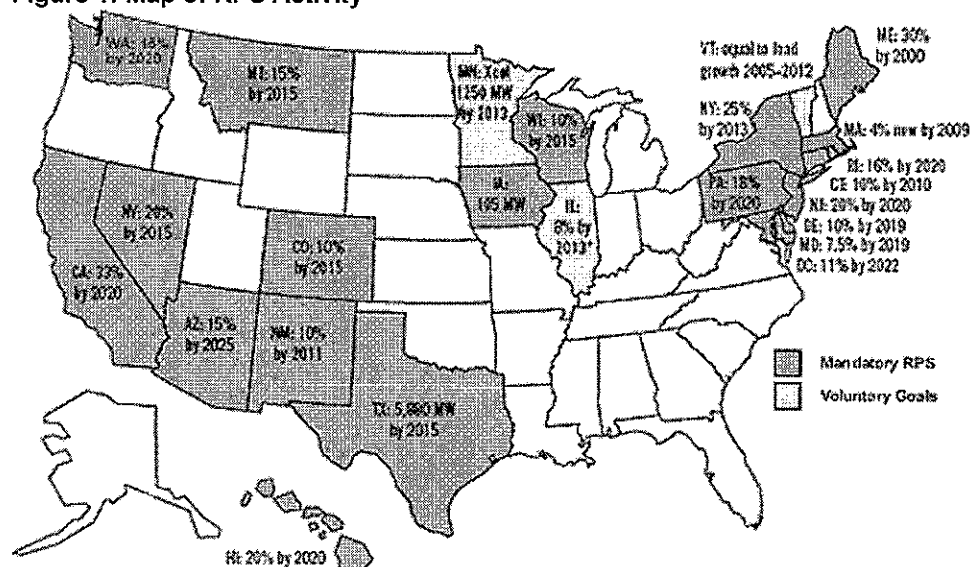 Figure 1. Map of RPS Activity
WA: 15%
by 2020
MT: 15%
by 2015
MN: Xcel
1250 MW
by 2013
WI: 10%
by 2015
VT: equal to load
growth 2005–2012
ME: 30%
by 2000
NY: 25%
by 2013
MA: 4% new by 2009
RI: 16% by 2020
CT: 10% by 2010
NJ: 20% by 2020
DE: 10% by 2019
MD: 7.5% by 2019
DC: 11% by 2022
PA: 18%
by 2020
IA:
105 MW
IL:
8% by
2013*
NV: 20%
by 2015
CO: 10%
by 2015
CA: 33%
by 2020
AZ: 15%
by 2025
NM: 10%
by 2011
TX: 5,880 MW
by 2015
Mandatory RPS
Voluntary Goals
HI: 20% by 2020